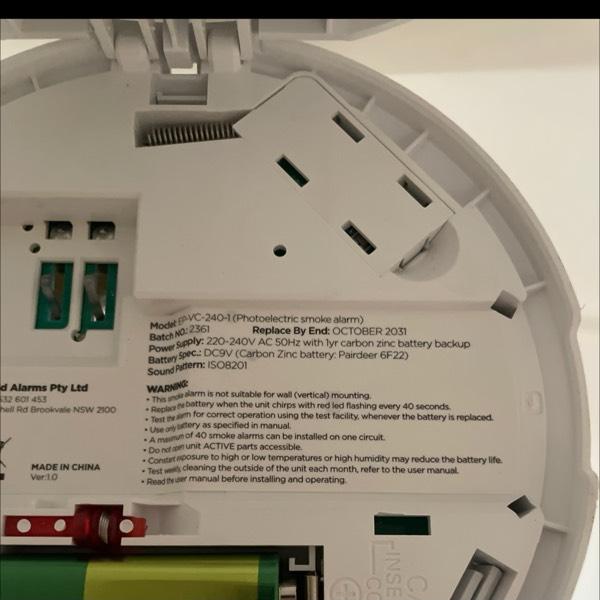 Model: EP-VC-240-1 (Photoelectric smoke alarm)
Batch NO.: 2361 Replace By End: OCTOBER 2031
Power Supply: 220-240V AC 50Hz with 1yr carbon zinc battery backup
Battery Spec.: DC9V (Carbon Zinc battery: Pairdeer 6F22)
Sound Pattern: ISO8201
WARNING:
• This smoke alarm is not suitable for wall (vertical) mounting.
• Replace the battery when the unit chirps with red led flashing every 40 seconds.
• Test the alarm for correct operation using the test facility, whenever the battery is replaced.
• Use only battery as specified in manual.
• A maximum of 40 smoke alarms can be installed on one circuit.
• Do not open unit ACTIVE parts accessible.
• Constant exposure to high or low temperatures or high humidity may reduce the battery life.
• Test weekly, cleaning the outside of the unit each month, refer to the user manual.
• Read the user manual before installing and operating.
d Alarms Pty Ltd
532 601 453
hell Rd Brookvale NSW 2100
MADE IN CHINA
Ver:1.0
INSE
CO
CA